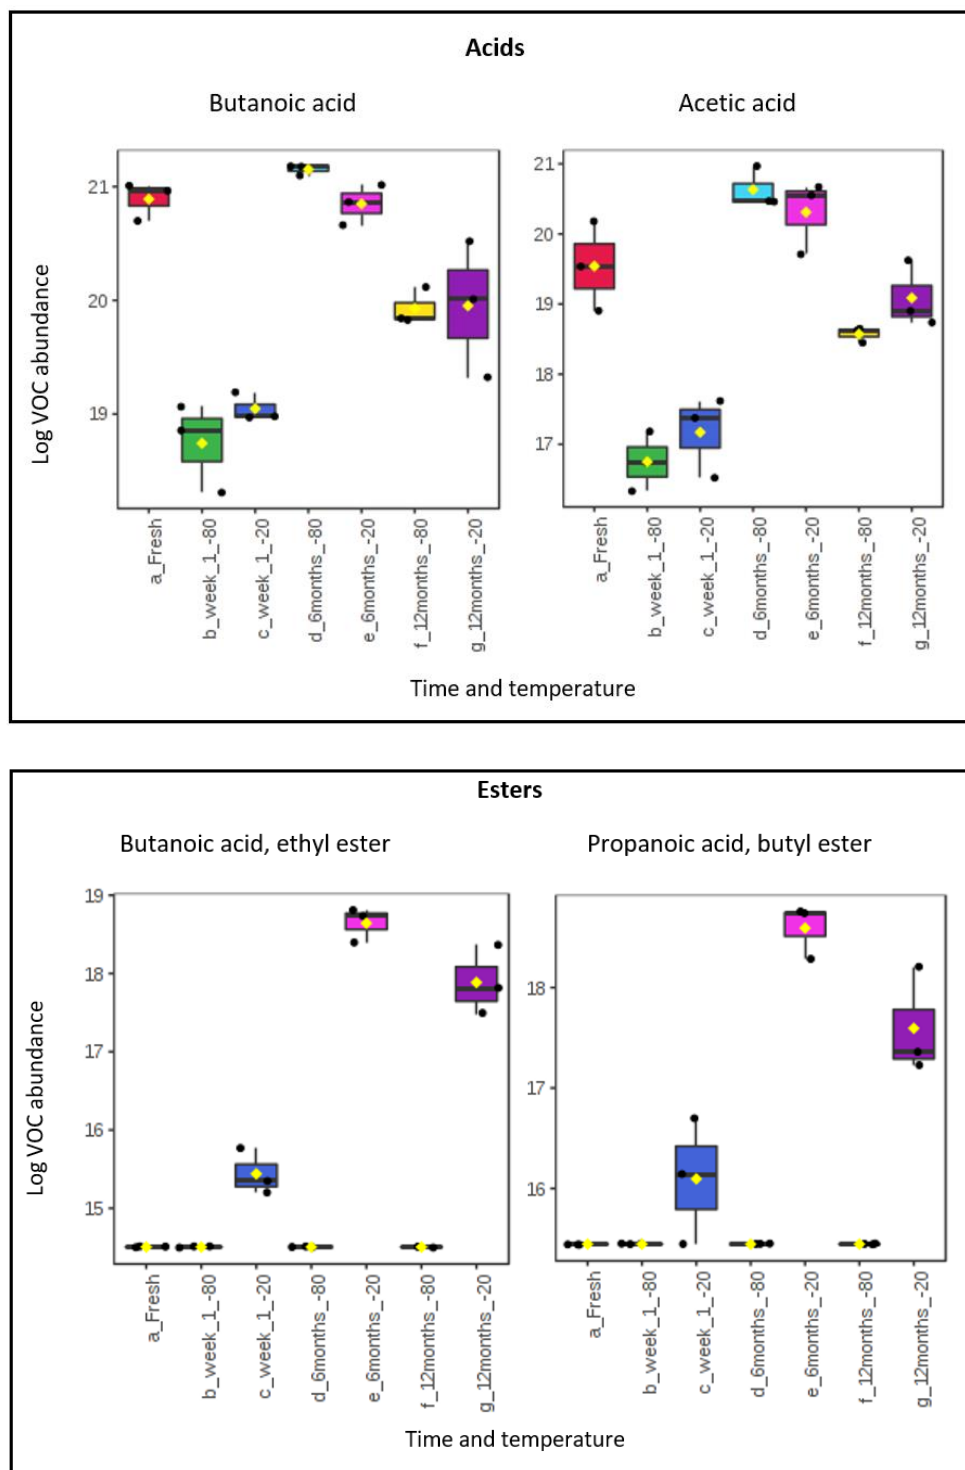 Acids
Butanoic acid
Acetic acid
Log VOC abundance
21
20
19
21
20
19
18
17
a_Fresh
b_week_1_-80
c_week_1_-20
d_6months_-80
e_6months_-20
f_12months_-80
g_12months_-20
a_Fresh
b_week_1_-80
c_week_1_-20
d_6months_-80
e_6months_-20
f_12months_-80
g_12months_-20
Time and temperature
Esters
Butanoic acid, ethyl ester
Propanoic acid, butyl ester
Log VOC abundance
19
18
17
16
15
18
17
16
a_Fresh
b_week_1_-80
c_week_1_-20
d_6months_-80
e_6months_-20
f_12months_-80
g_12months_-20
a_Fresh
b_week_1_-80
c_week_1_-20
d_6months_-80
e_6months_-20
f_12months_-80
g_12months_-20
Time and temperature